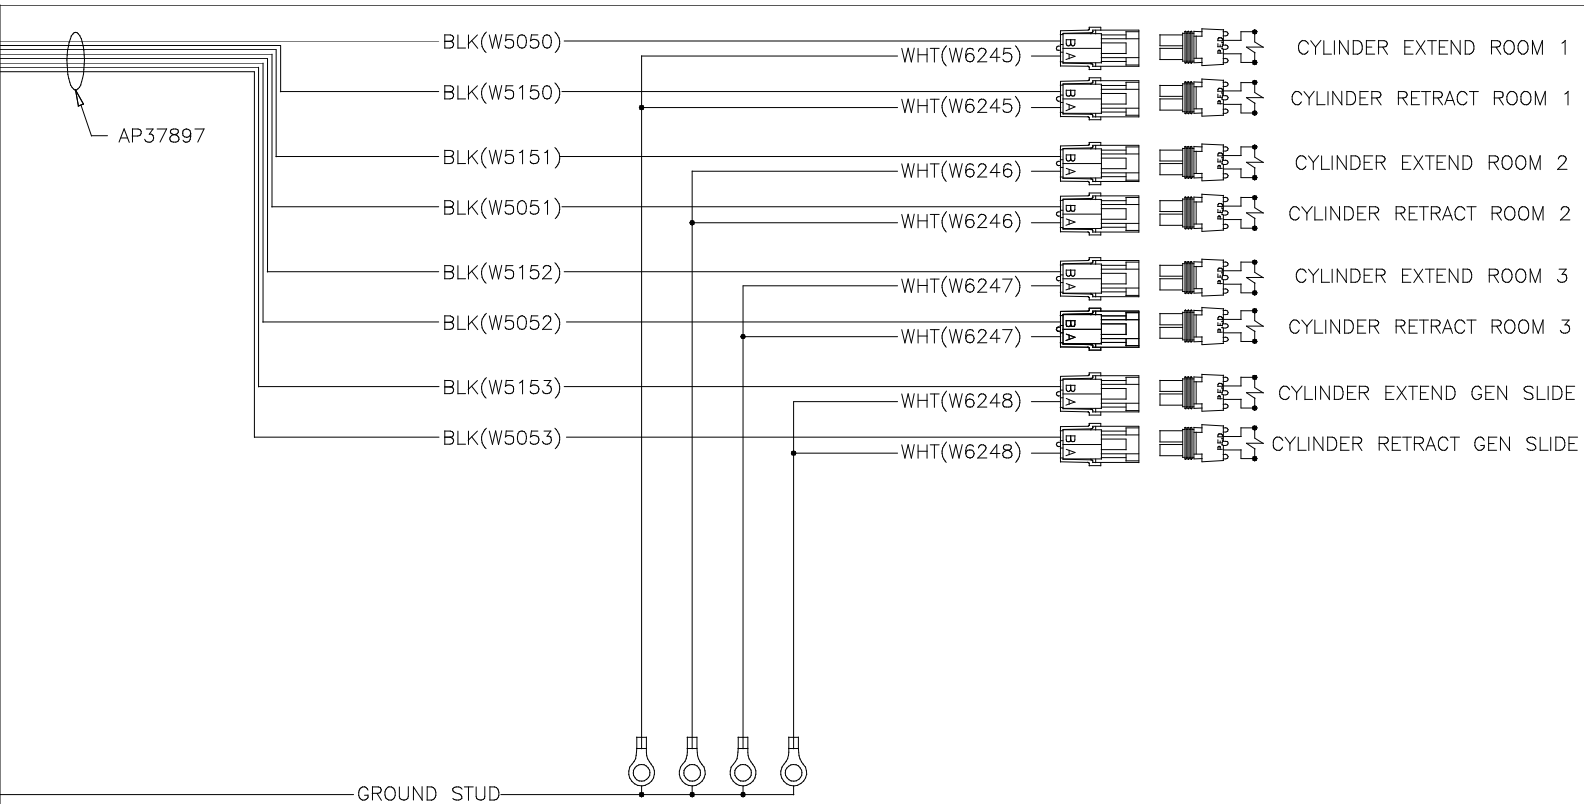 BLK(W5050)
WHT(W6245)
B
A
CYLINDER EXTEND ROOM 1
BLK(W5150)
WHT(W6245)
B
A
CYLINDER RETRACT ROOM 1
AP37897
BLK(W5151)
WHT(W6246)
B
A
CYLINDER EXTEND ROOM 2
BLK(W5051)
WHT(W6246)
B
A
CYLINDER RETRACT ROOM 2
BLK(W5152)
WHT(W6247)
B
A
CYLINDER EXTEND ROOM 3
BLK(W5052)
WHT(W6247)
B
A
CYLINDER RETRACT ROOM 3
BLK(W5153)
WHT(W6248)
B
A
CYLINDER EXTEND GEN SLIDE
BLK(W5053)
WHT(W6248)
B
A
CYLINDER RETRACT GEN SLIDE
GROUND STUD